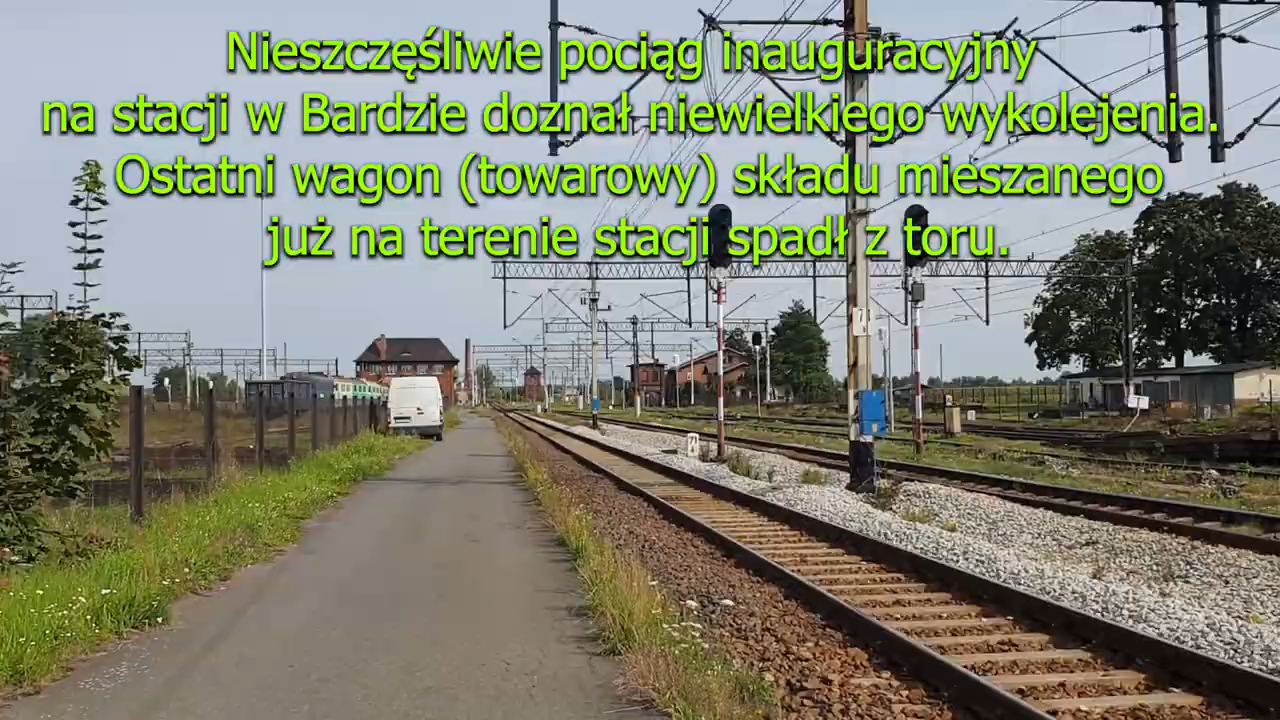 Nieszczęśliwie pociąg inauguracyjny
na stacji w Bardzie doznał niewielkiego wykolejenia.
Ostatni wagon (towarowy) składu mieszanego
już na terenie stacji spadł z toru.